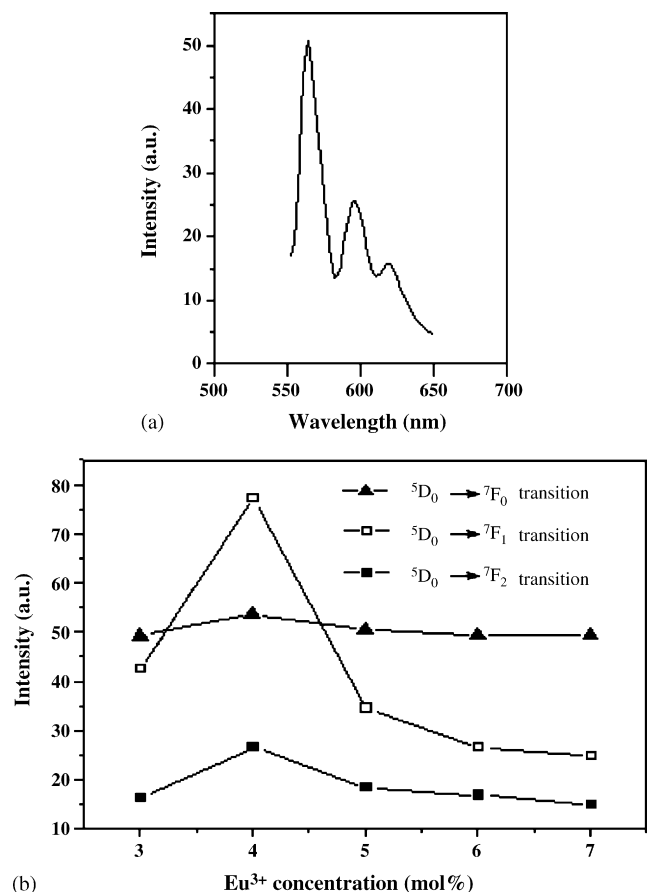 50
40
30
20
10
0
Intensity (a.u.)
500 550 600 650 700
(a) Wavelength (nm)
80
70
60
50
40
30
20
10
Intensity (a.u.)
⁵D₀ ⁷F₀ transition
⁵D₀ ⁷F₁ transition
⁵D₀ ⁷F₂ transition
3 4 5 6 7
(b) Eu³⁺ concentration (mol%)